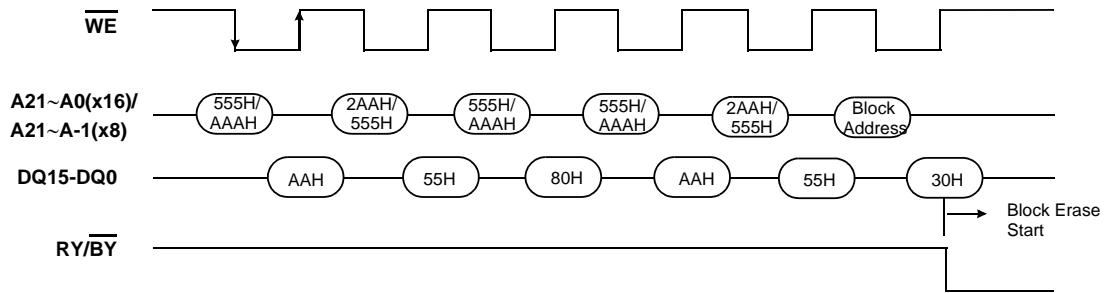 WE
A21~A0(x16)/
A21~A-1(x8)
555H/
AAAH
2AAH/
555H
555H/
AAAH
555H/
AAAH
2AAH/
555H
Block
Address
DQ15-DQ0
AAH
55H
80H
AAH
55H
30H
Block Erase
Start
RY/BY